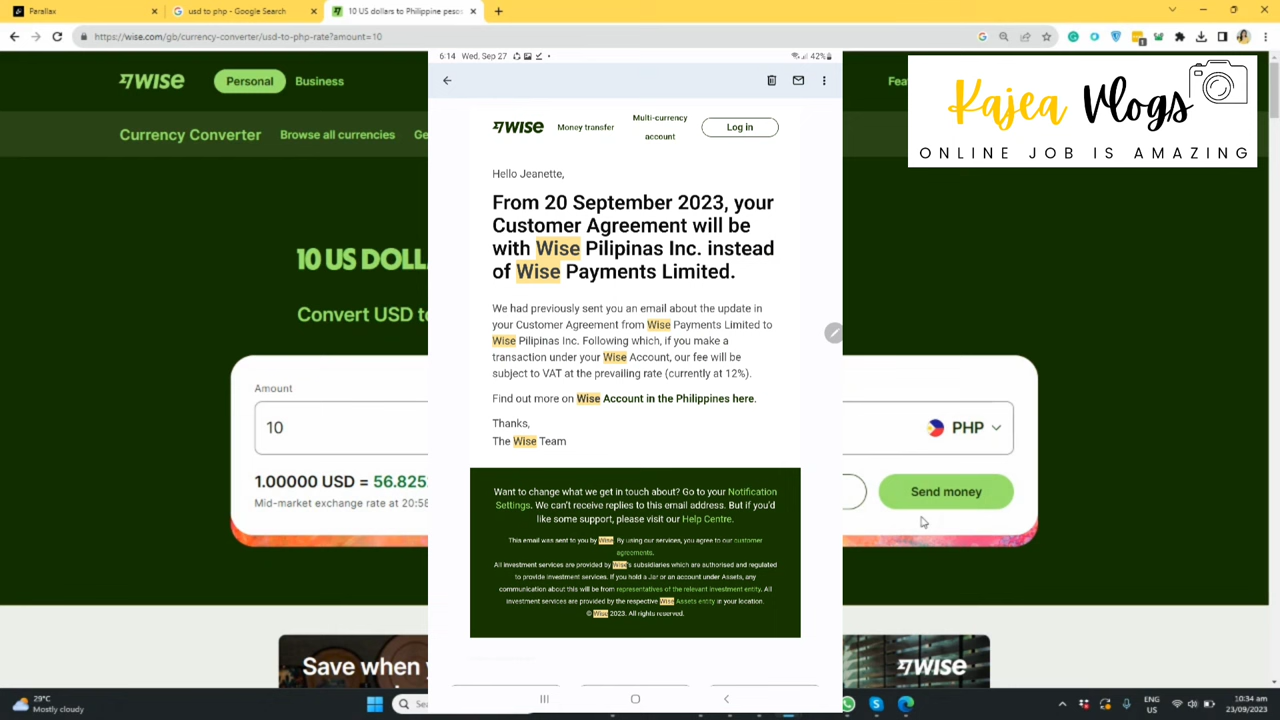 Parallax
usd to php - Google Search
10 US dollars to Philippine peso
https://wise.com/gb/currency-converter/usd-to-php-rate?amount=10
WISE
Personal
Business
Currency Converter
Browse all currencies
10 US DOLL
Convert USD to
Amount
10
PHP
1.00000 USD = 56.825
Mid-market exchange rate at 20:58
Send money
Save when
WISE
6:14 Wed, Sep 27
42%
WISE
Money transfer
Multi-currency
account
Log in
Hello Jeanette,
From 20 September 2023, your
Customer Agreement will be
with Wise Pilipinas Inc. instead
of Wise Payments Limited.
We had previously sent you an email about the update in
your Customer Agreement from Wise Payments Limited to
Wise Pilipinas Inc. Following which, if you make a
transaction under your Wise Account, our fee will be
subject to VAT at the prevailing rate (currently at 12%).
Find out more on Wise Account in the Philippines here.
Thanks,
The Wise Team
Want to change what we get in touch about? Go to your Notification
Settings. We can't receive replies to this email address. But if you'd
like some support, please visit our Help Centre.
This email was sent to you by Wise. By using our services, you agree to our customer
agreements.
All investment services are provided by Wise's subsidiaries which are authorised and regulated
to provide investment services. If you hold a Jar or an account under Assets, any
communication about this will be from representatives of the relevant investment entity. All
investment services are provided by the respective Wise Assets entity in your location.
© Wise 2023. All rights reserved.
Kajea Vlogs
ONLINE JOB IS AMAZING
29°C
Mostly cloudy
ENG
US
10:34 am
23/09/2023